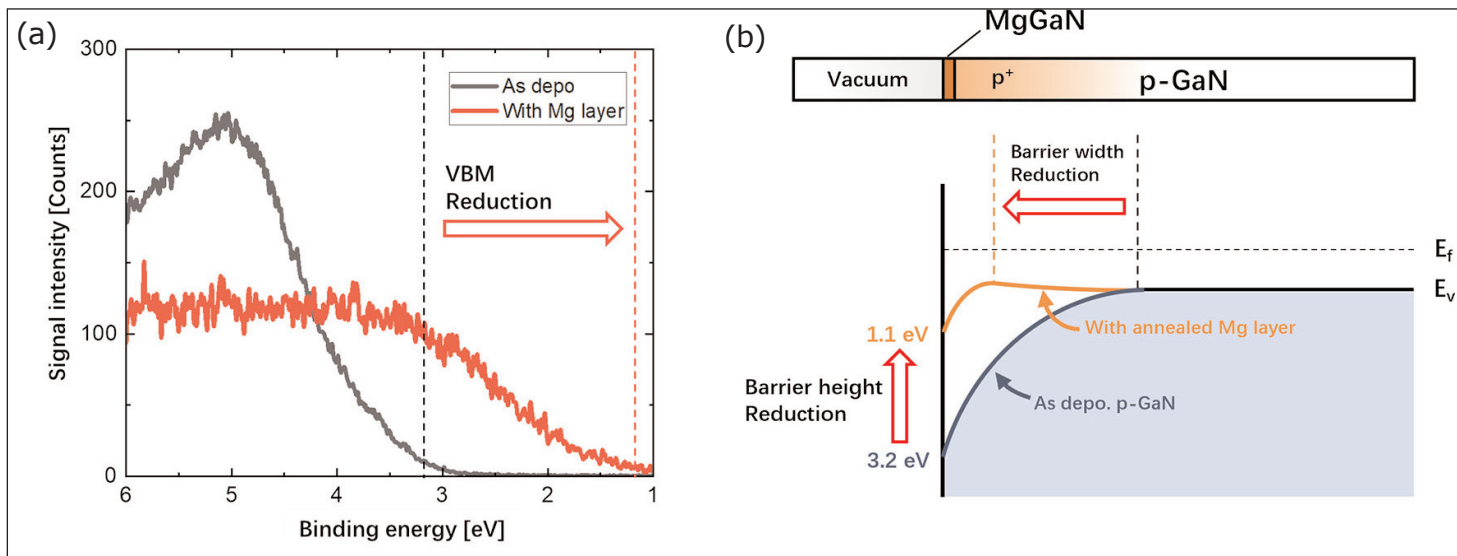 (a)
300
200
100
0
Signal intensity [Counts]
6
5
4
3
2
1
Binding energy [eV]
As depo
With Mg layer
VBM
Reduction
(b)
MgGaN
Vacuum
p⁺
p-GaN
Barrier width
Reduction
E_f
E_v
With annealed Mg layer
1.1 eV
Barrier height
Reduction
As depo. p-GaN
3.2 eV